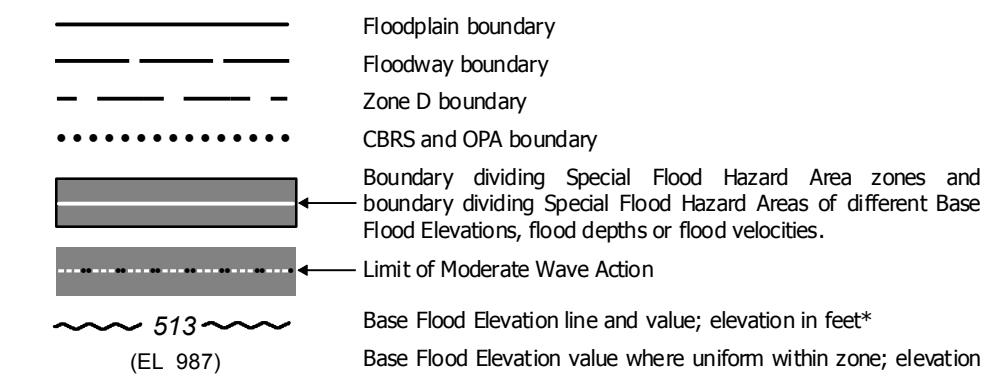 Floodplain boundary
Floodway boundary
Zone D boundary
CBRS and OPA boundary
Boundary dividing Special Flood Hazard Area zones and
boundary dividing Special Flood Hazard Areas of different Base
Flood Elevations, flood depths or flood velocities.
Limit of Moderate Wave Action
513 Base Flood Elevation line and value; elevation in feet*
(EL 987) Base Flood Elevation value where uniform within zone; elevation